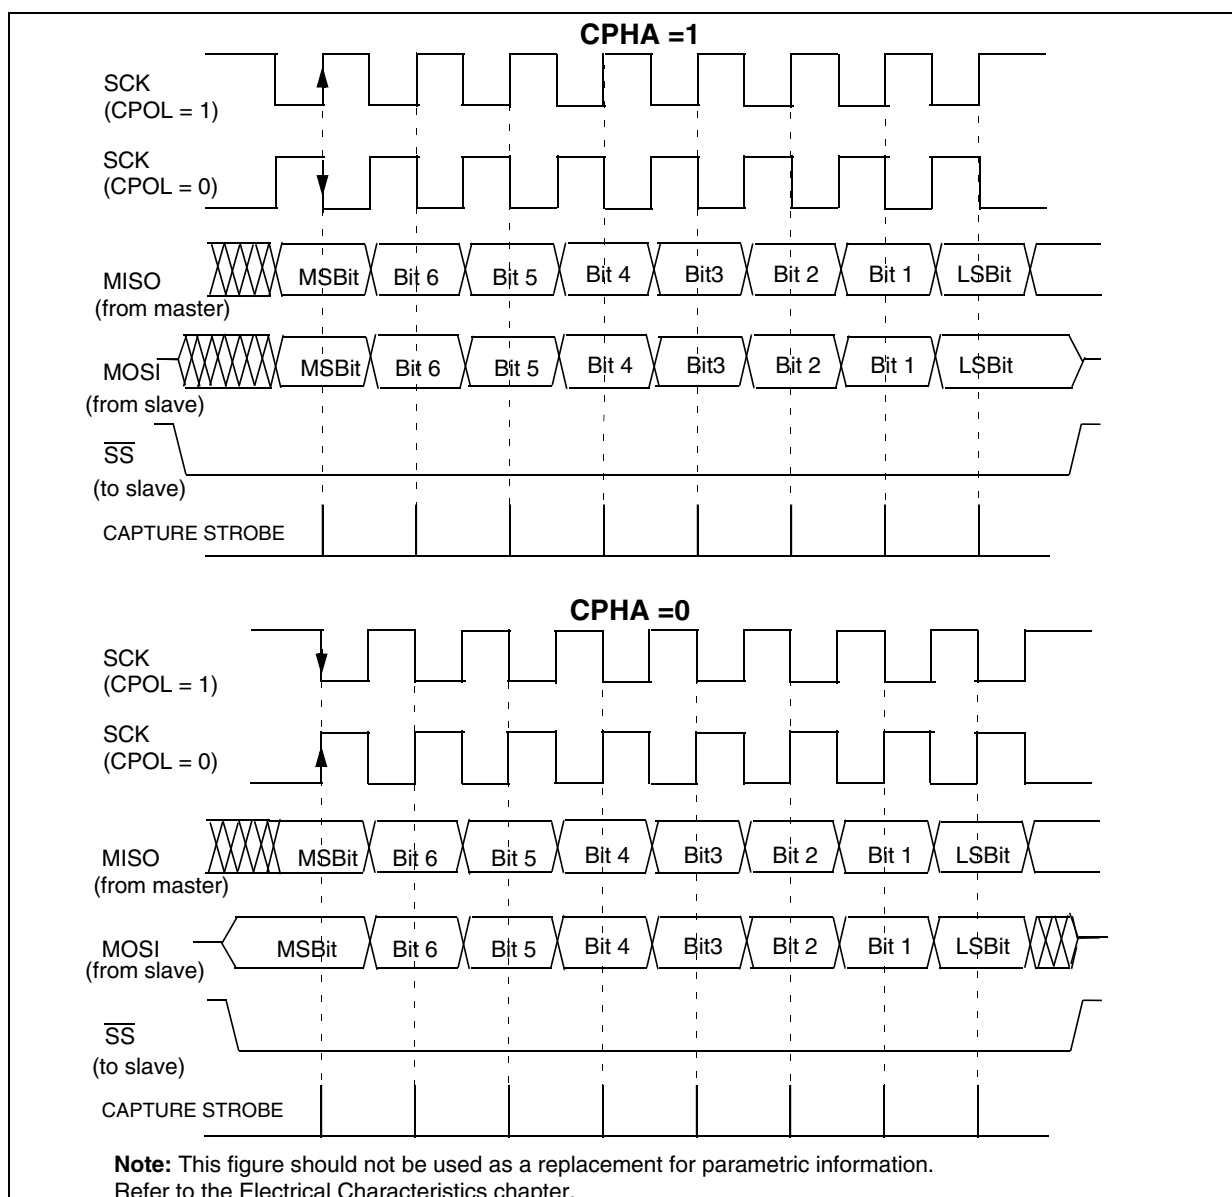 CPHA =1
SCK
(CPOL = 1)
SCK
(CPOL = 0)
MISO
(from master)
MSBit Bit 6 Bit 5 Bit 4 Bit3 Bit 2 Bit 1 LSBit
MOSI
(from slave)
MSBit Bit 6 Bit 5 Bit 4 Bit3 Bit 2 Bit 1 LSBit
SS
(to slave)
CAPTURE STROBE
CPHA =0
SCK
(CPOL = 1)
SCK
(CPOL = 0)
MISO
(from master)
MSBit Bit 6 Bit 5 Bit 4 Bit3 Bit 2 Bit 1 LSBit
MOSI
(from slave)
MSBit Bit 6 Bit 5 Bit 4 Bit3 Bit 2 Bit 1 LSBit
SS
(to slave)
CAPTURE STROBE
Note: This figure should not be used as a replacement for parametric information.
Refer to the Electrical Characteristics chapter.